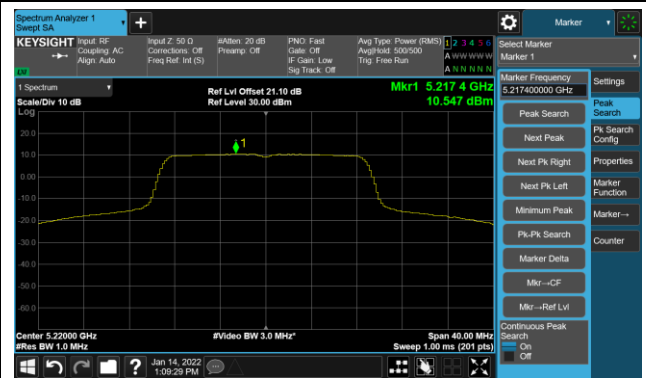 Spectrum Analyzer 1
Swept SA
+
Marker
KEYSIGHT
Input: RF
Coupling: AC
Align: Auto
Input Z: 50 Ω
Corrections: Off
Freq Ref: Int (S)
#Atten: 20 dB
Preamp: Off
PNO: Fast
Gate: Off
IF Gain: Low
Sig Track: Off
Avg Type: Power (RMS)
Avg|Hold: 500/500
Trig: Free Run
1 2 3 4 5 6
A W W W W W
A N N N N N
Select Marker
Marker 1
LXI
1 Spectrum
Scale/Div 10 dB
Log
Ref Lvl Offset 21.10 dB
Ref Level 30.00 dBm
Mkr1 5.217 4 GHz
10.547 dBm
20.0
10.0
0.00
-10.0
-20.0
-30.0
-40.0
-50.0
-60.0
1
Center 5.22000 GHz
#Res BW 1.0 MHz
#Video BW 3.0 MHz*
Span 40.00 MHz
Sweep 1.00 ms (201 pts)
Marker Frequency
5.217400000 GHz
Peak Search
Next Peak
Next Pk Right
Next Pk Left
Minimum Peak
Pk-Pk Search
Marker Delta
Mkr→CF
Mkr→Ref Lvl
Continuous Peak
Search
On
Off
Settings
Peak
Search
Pk Search
Config
Properties
Marker
Function
Marker→
Counter
?
Jan 14, 2022
1:09:29 PM